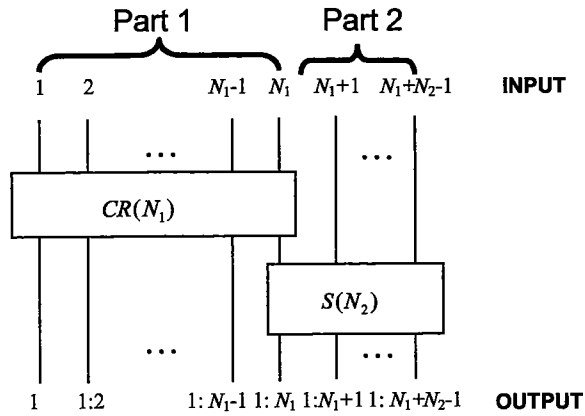 Part 1 Part 2
1 2 N₁-1 N₁ N₁+1 N₁+N₂-1 INPUT
... ...
CR(N₁)
S(N₂)
... ...
1 1:2 1: N₁-1 1: N₁ 1:N₁+1 1: N₁+N₂-1 OUTPUT